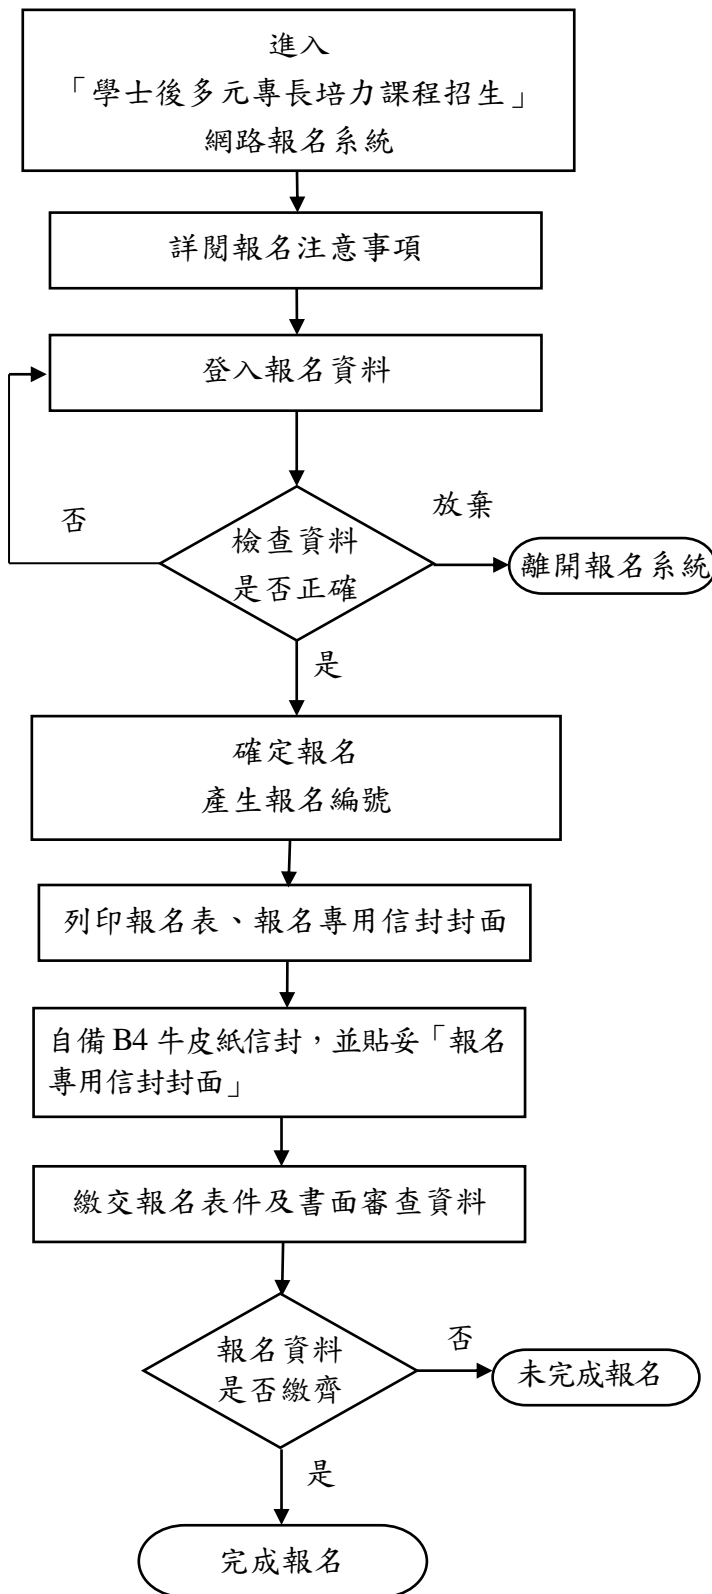 進入
「學士後多元專長培力課程招生」
網路報名系統
詳閱報名注意事項
登入報名資料
否
放棄
檢查資料
是否正確
離開報名系統
是
確定報名
產生報名編號
列印報名表、報名專用信封封面
自備 B4 牛皮紙信封，並貼妥「報名
專用信封封面」
繳交報名表件及書面審查資料
報名資料
是否繳齊
否
未完成報名
是
完成報名